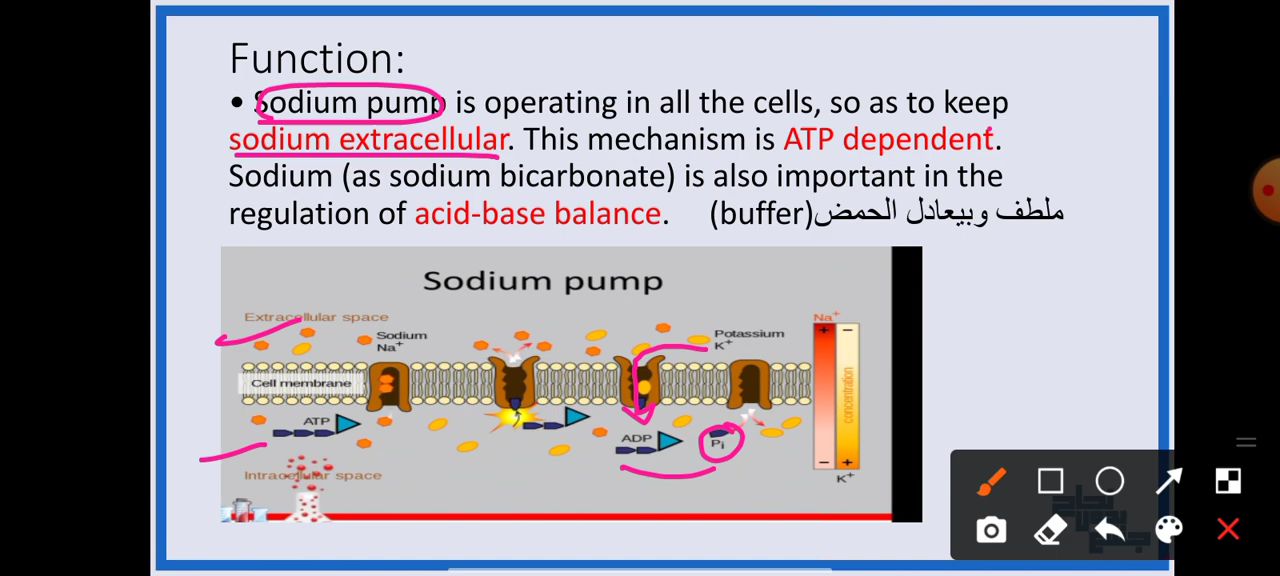 Function:
• Sodium pump is operating in all the cells, so as to keep
sodium extracellular. This mechanism is ATP dependent.
Sodium (as sodium bicarbonate) is also important in the
regulation of acid-base balance. (buffer)ملطف وبيعادل الحمض
Sodium pump
Extracellular space
Na⁺
Sodium
Na⁺
Potassium
K⁺
+ −
Cell membrane
concentration
ATP
ADP
Pi
− +
Intracellular space
K⁺